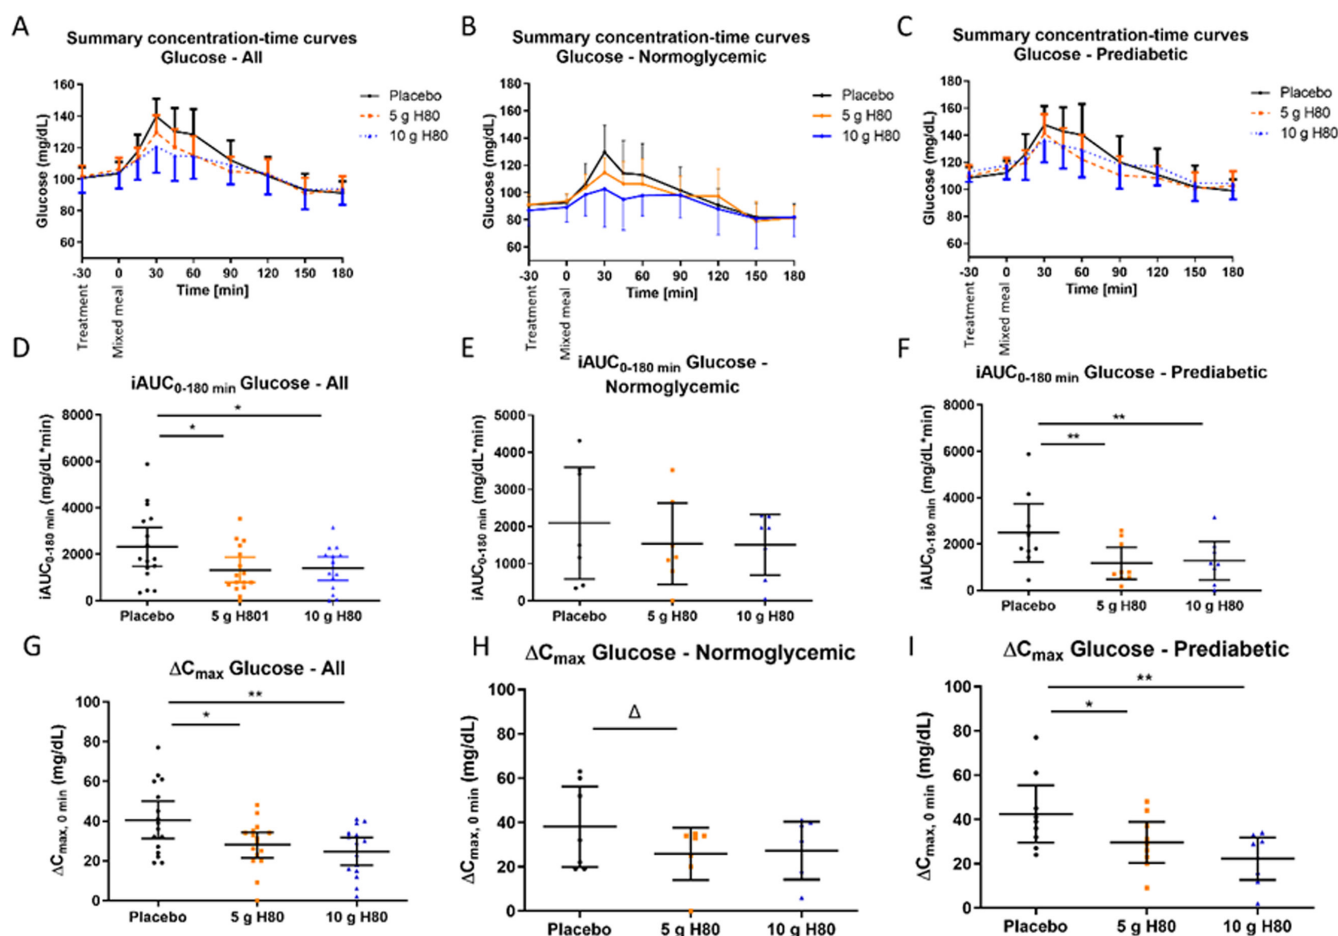 A
Summary concentration-time curves
Glucose - All
Glucose (mg/dL)
160
140
120
100
80
60
-30
0
30
60
90
120
150
180
Time [min]
Treatment
Mixed meal
Placebo
5 g H80
10 g H80
B
Summary concentration-time curves
Glucose - Normoglycemic
Glucose (mg/dL)
180
160
140
120
100
80
60
-30
0
30
60
90
120
150
180
Time [min]
Treatment
Mixed meal
Placebo
5 g H80
10 g H80
C
Summary concentration-time curves
Glucose - Prediabetic
Glucose (mg/dL)
180
160
140
120
100
80
60
-30
0
30
60
90
120
150
180
Time [min]
Treatment
Mixed meal
Placebo
5 g H80
10 g H80
D
iAUC0-180 min Glucose - All
iAUC0-180 min (mg/dL*min)
8000
6000
4000
2000
0
*
*
Placebo
5 g H801
10 g H80
E
iAUC0-180 min Glucose -
Normoglycemic
iAUC0-180 min (mg/dL*min)
5000
4000
3000
2000
1000
0
Placebo
5 g H80
10 g H80
F
iAUC0-180 min Glucose - Prediabetic
iAUC0-180 min (mg/dL*min)
8000
6000
4000
2000
0
**
**
Placebo
5 g H80
10 g H80
G
ΔCmax Glucose - All
ΔCmax, 0 min (mg/dL)
100
80
60
40
20
0
**
*
Placebo
5 g H80
10 g H80
H
ΔCmax Glucose - Normoglycemic
ΔCmax, 0 min (mg/dL)
100
80
60
40
20
0
Δ
Placebo
5 g H80
10 g H80
I
ΔCmax Glucose - Prediabetic
ΔCmax, 0 min (mg/dL)
100
80
60
40
20
0
**
*
Placebo
5 g H80
10 g H80